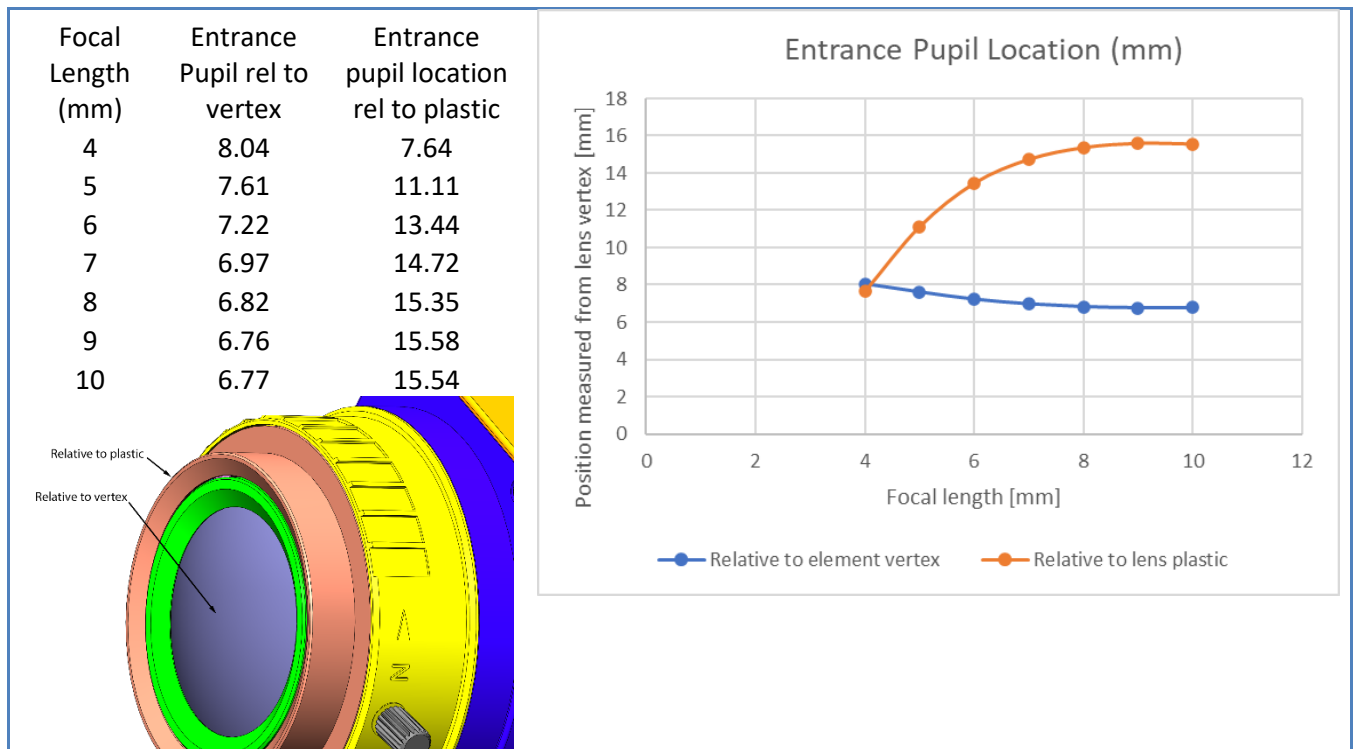 Focal Length (mm) Entrance Pupil rel to vertex Entrance pupil location rel to plastic
4 8.04 7.64
5 7.61 11.11
6 7.22 13.44
7 6.97 14.72
8 6.82 15.35
9 6.76 15.58
10 6.77 15.54
Relative to plastic
Relative to vertex
N
Entrance Pupil Location (mm)
Position measured from lens vertex [mm]
18
16
14
12
10
8
6
4
2
0
0 2 4 6 8 10 12
Focal length [mm]
Relative to element vertex Relative to lens plastic